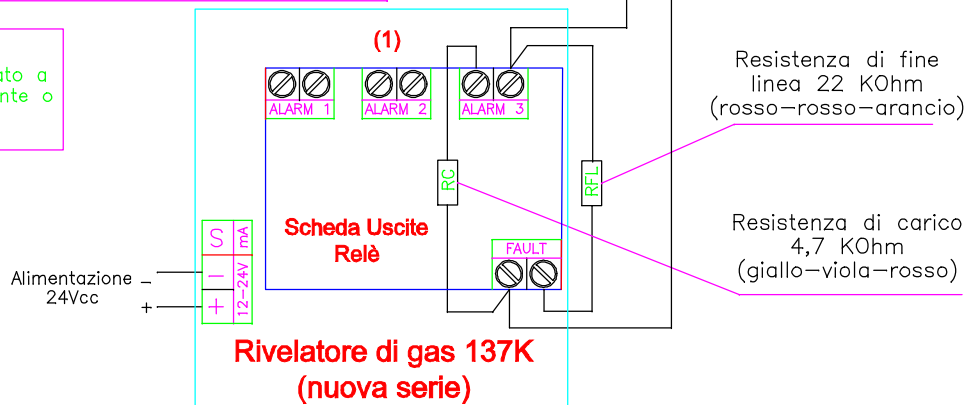 (1)
ato a
nte o
ALARM 1
ALARM 2
ALARM 3
Resistenza di fine
linea 22 KOhm
(rosso-rosso-arancio)
RC
RFL
Scheda Uscite
Relè
Resistenza di carico
4,7 KOhm
(giallo-viola-rosso)
S
mA
FAULT
Alimentazione
24Vcc
-
+
-
+
12-24V
Rivelatore di gas 137K
(nuova serie)